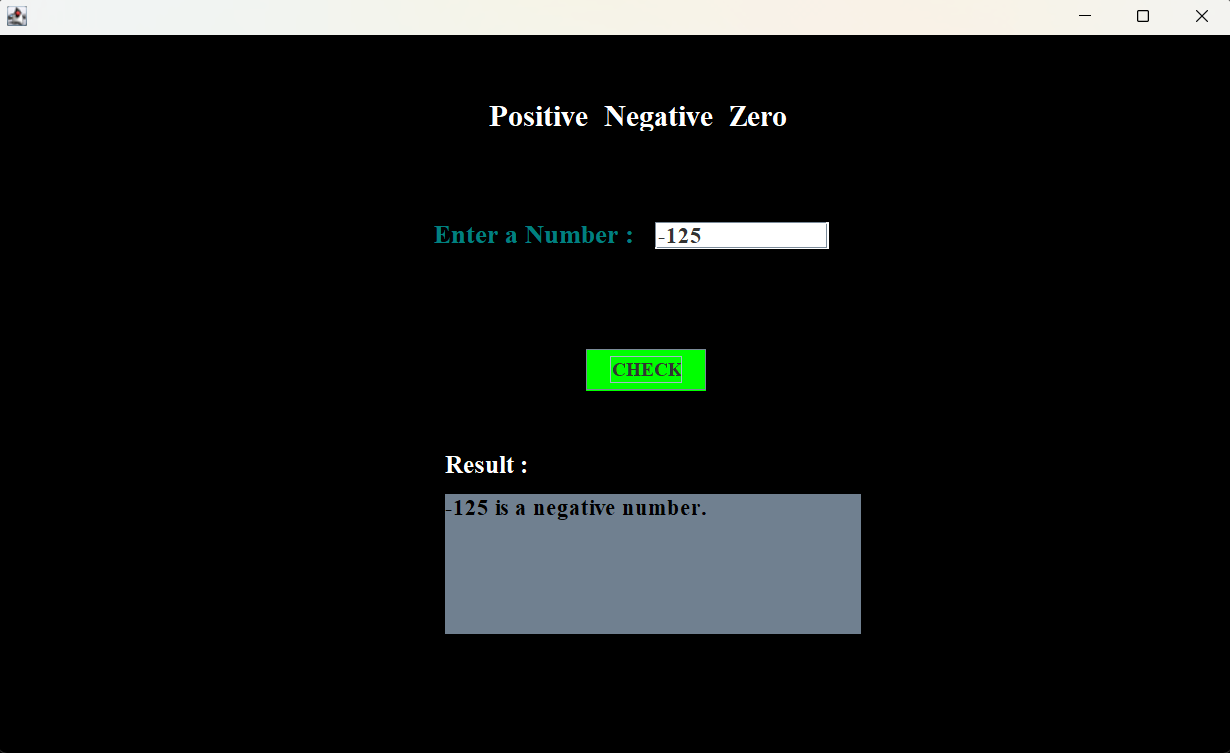 Positive Negative Zero
Enter a Number : -125
CHECK
Result :
-125 is a negative number.